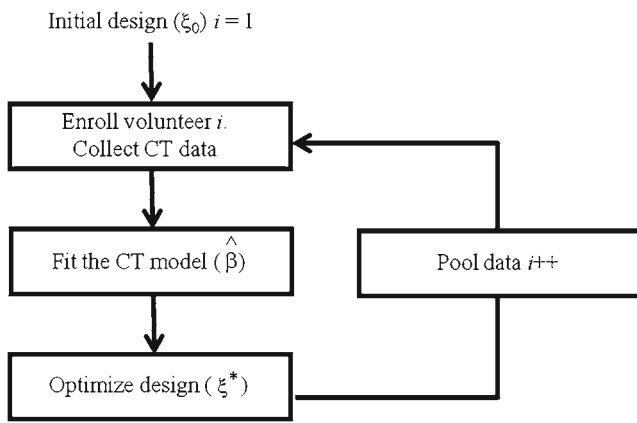 Initial design (ξ₀) i = 1
Enroll volunteer i.
Collect CT data
Fit the CT model (β̂)
Pool data i++
Optimize design (ξ*)